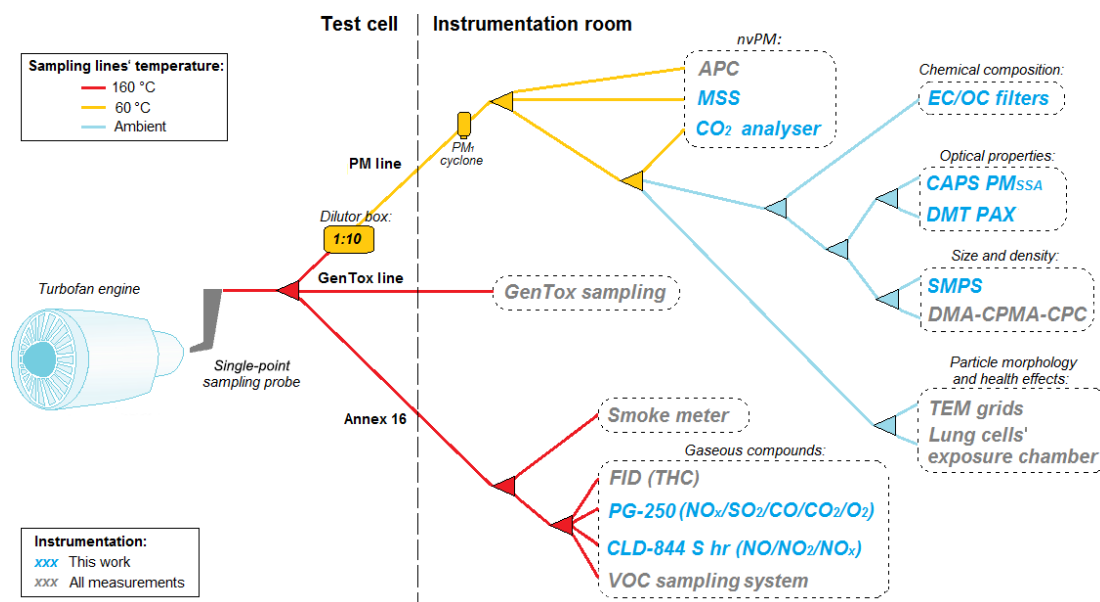 Test cell
Instrumentation room
Sampling lines' temperature:
160 °C
60 °C
Ambient
nvPM:
APC
MSS
CO2 analyser
PM1
cyclone
PM line
Dilutor box:
1:10
GenTox line
GenTox sampling
Turbofan engine
Single-point
sampling probe
Annex 16
Chemical composition:
EC/OC filters
Optical properties:
CAPS PMSSA
DMT PAX
Size and density:
SMPS
DMA-CPMA-CPC
Particle morphology
and health effects:
TEM grids
Lung cells'
exposure chamber
Smoke meter
Gaseous compounds:
FID (THC)
PG-250 (NOx/SO2/CO/CO2/O2)
CLD-844 S hr (NO/NO2/NOx)
VOC sampling system
Instrumentation:
xxx This work
xxx All measurements